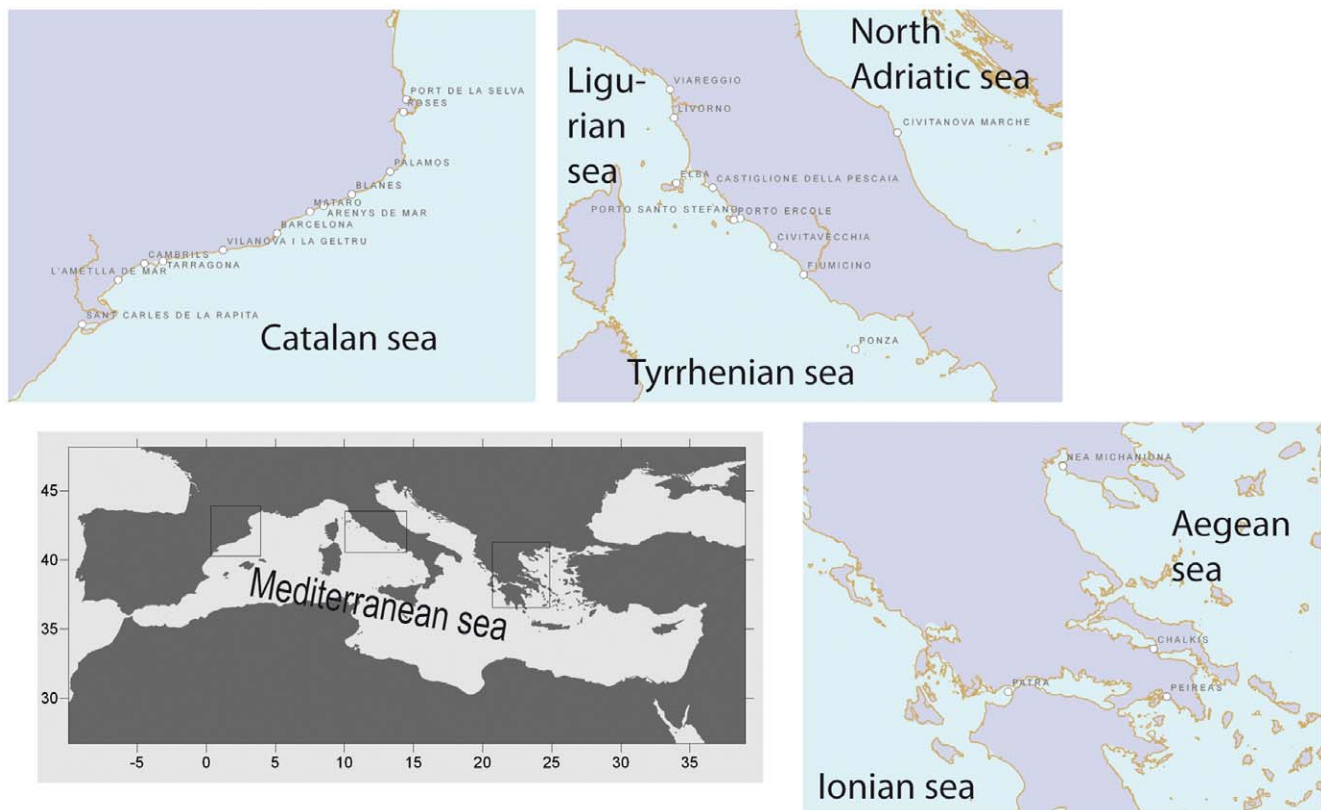 PORT DE LA SELVA
ROSES
PALAMOS
BLANES
MATARO
ARENYS DE MAR
BARCELONA
VILANOVA I LA GELTRU
CAMBRILS
TARRAGONA
L'AMETLLA DE MAR
SANT CARLES DE LA RAPITA
Catalan sea
North
Adriatic sea
Ligu-
rian
sea
VIAREGGIO
LIVORNO
CIVITANOVA MARCHE
ELBA
CASTIGLIONE DELLA PESCAIA
PORTO SANTO STEFANO
PORTO ERCOLE
CIVITAVECCHIA
FIUMICINO
PONZA
Tyrrhenian sea
45
40
35
30
Mediterranean sea
-5
0
5
10
15
20
25
30
35
NEA MICHANIONA
Aegean
sea
CHALKIS
PATRA
PEIREAS
Ionian sea